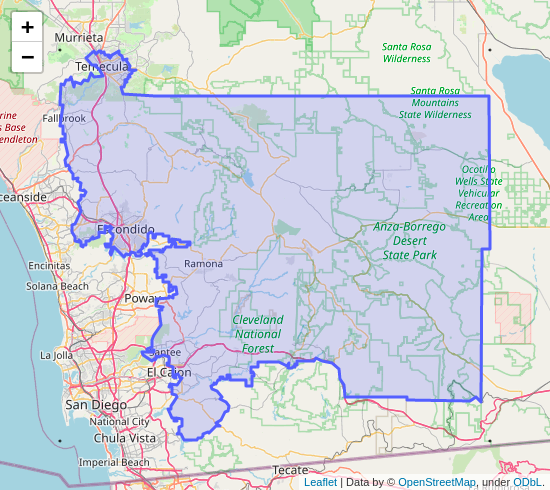 +
−
Murrieta
Temecula
Santa Rosa
Wilderness
Santa Rosa
Mountains
State Wilderness
Fallbrook
rine
s Base
endleton
Ocotillo
Wells State
Vehicular
Recreation
Area
ceanside
Escondido
Anza-Borrego
Desert
State Park
Encinitas
Ramona
Solana Beach
Poway
Cleveland
National
Forest
La Jolla
Santee
El Cajon
San Diego
National City
Chula Vista
Imperial Beach
Tecate
Leaflet | Data by © OpenStreetMap, under ODbL.